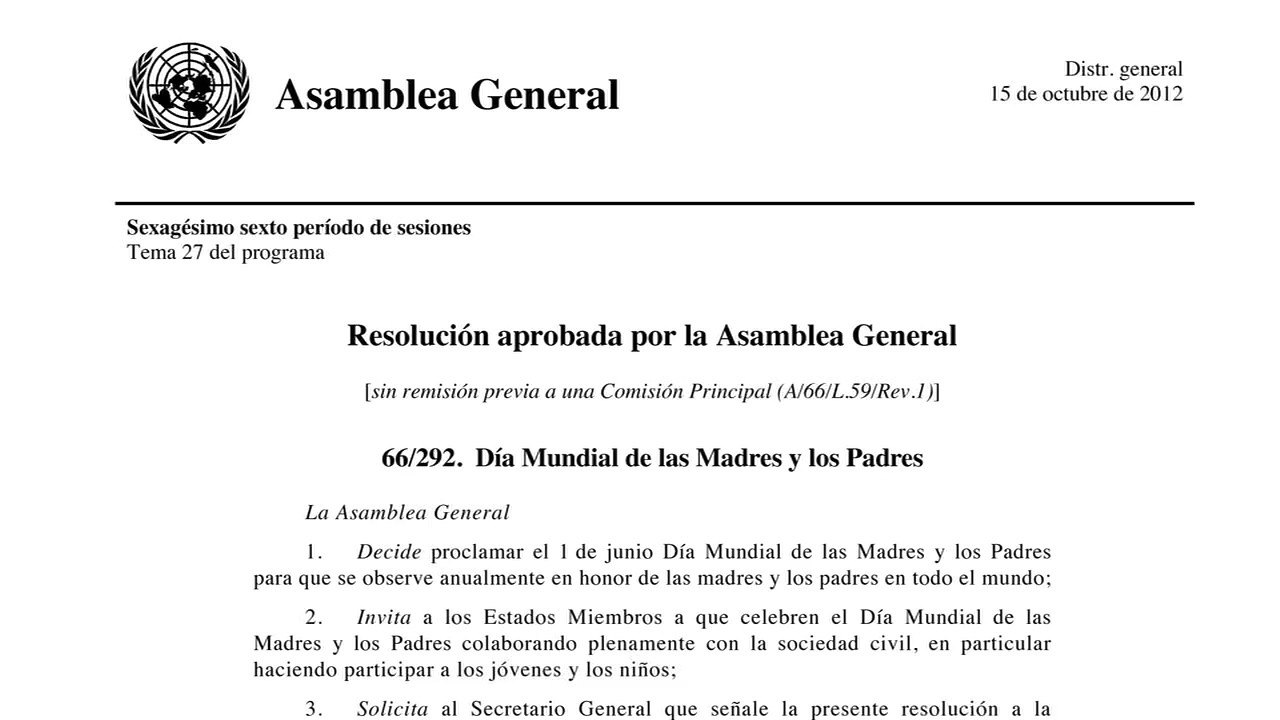 Asamblea General
Distr. general
15 de octubre de 2012
Sexagésimo sexto período de sesiones
Tema 27 del programa
Resolución aprobada por la Asamblea General
[sin remisión previa a una Comisión Principal (A/66/L.59/Rev.1)]
66/292. Día Mundial de las Madres y los Padres
La Asamblea General
1. Decide proclamar el 1 de junio Día Mundial de las Madres y los Padres
para que se observe anualmente en honor de las madres y los padres en todo el mundo;
2. Invita a los Estados Miembros a que celebren el Día Mundial de las
Madres y los Padres colaborando plenamente con la sociedad civil, en particular
haciendo participar a los jóvenes y los niños;
3. Solicita al Secretario General que señale la presente resolución a la